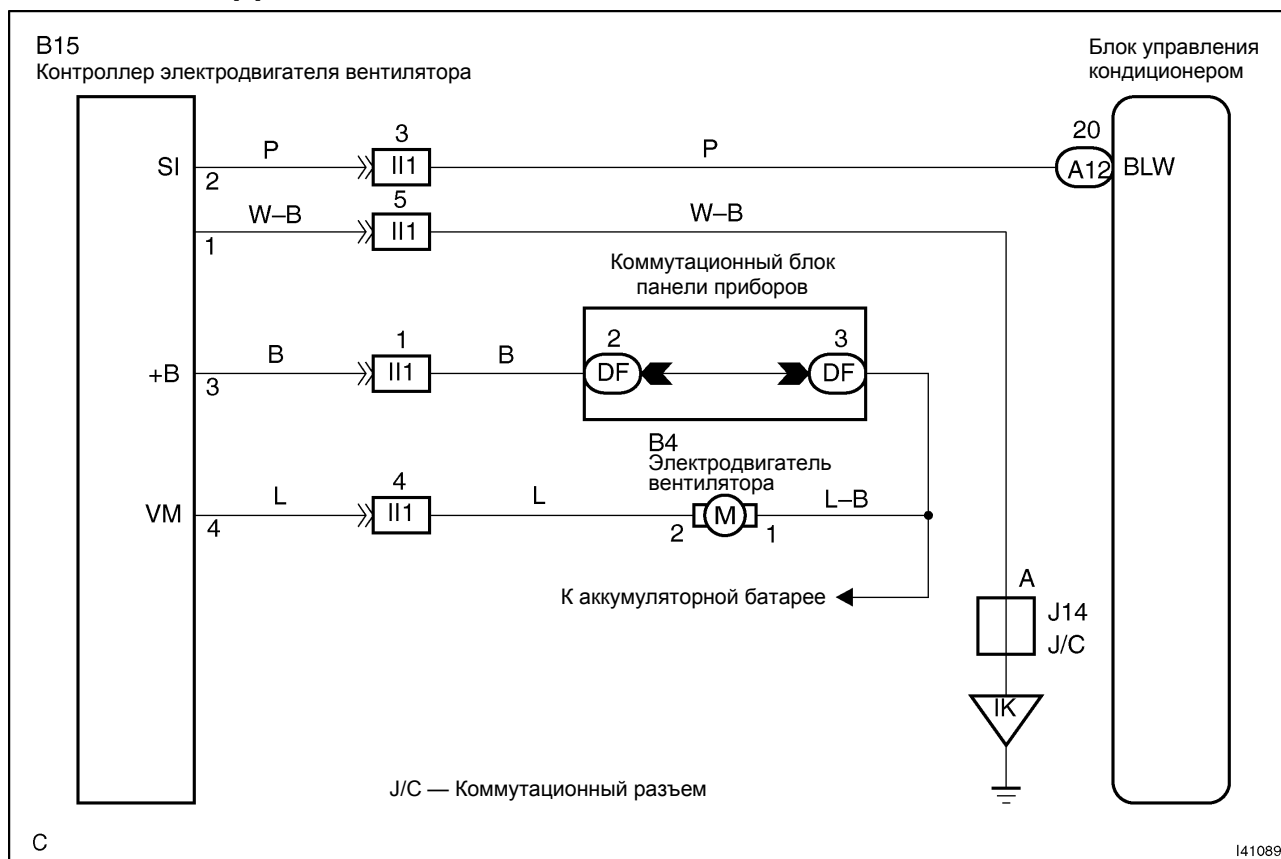 B15
Контроллер электродвигателя вентилятора
Блок управления
кондиционером
SI
2
P
3
II1
P
20
A12
BLW
1
W–B
5
II1
W–B
Коммутационный блок
панели приборов
+B
3
B
1
II1
B
2
DF
3
DF
B4
Электродвигатель
вентилятора
VM
4
L
4
II1
L
2
M
1
L–B
К аккумуляторной батарее
A
J14
J/C
IK
J/C — Коммутационный разъем
C
I41089